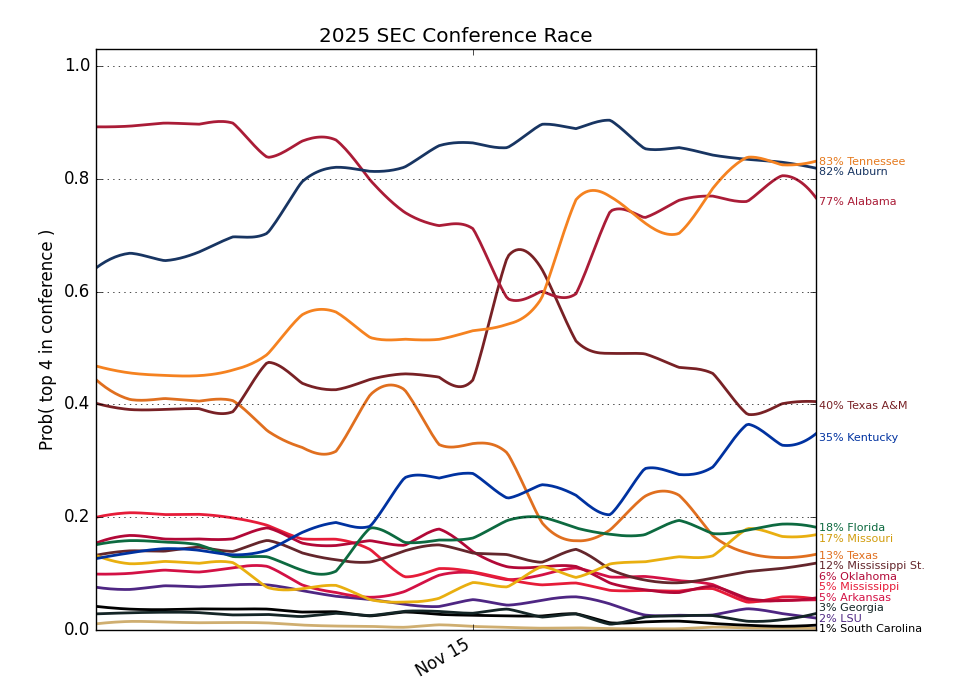 2025 SEC Conference Race
Prob( top 4 in conference )
1.0
0.8
0.6
0.4
0.2
0.0
Nov 15
83% Tennessee
82% Auburn
77% Alabama
40% Texas A&M
35% Kentucky
18% Florida
17% Missouri
13% Texas
12% Mississippi St.
6% Oklahoma
5% Mississippi
5% Arkansas
3% Georgia
2% LSU
1% South Carolina